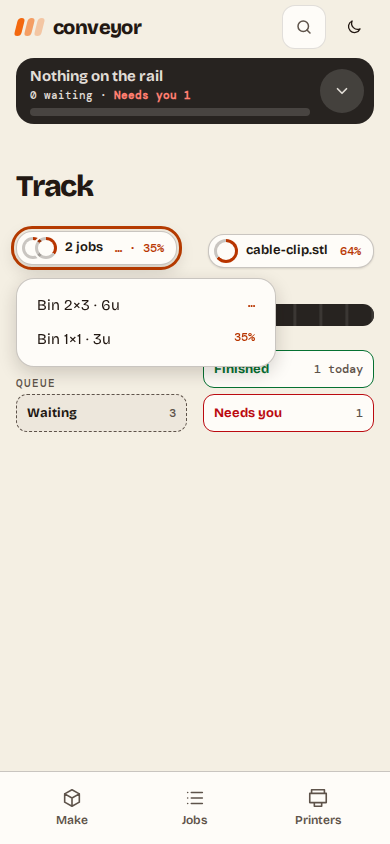 conveyor
Nothing on the rail
0 waiting · Needs you 1
Track
2 jobs … · 35%
cable-clip.stl 64%
Bin 2×3 · 6u …
Bin 1×1 · 3u 35%
Finished 1 today
QUEUE
Waiting 3
Needs you 1
Make
Jobs
Printers